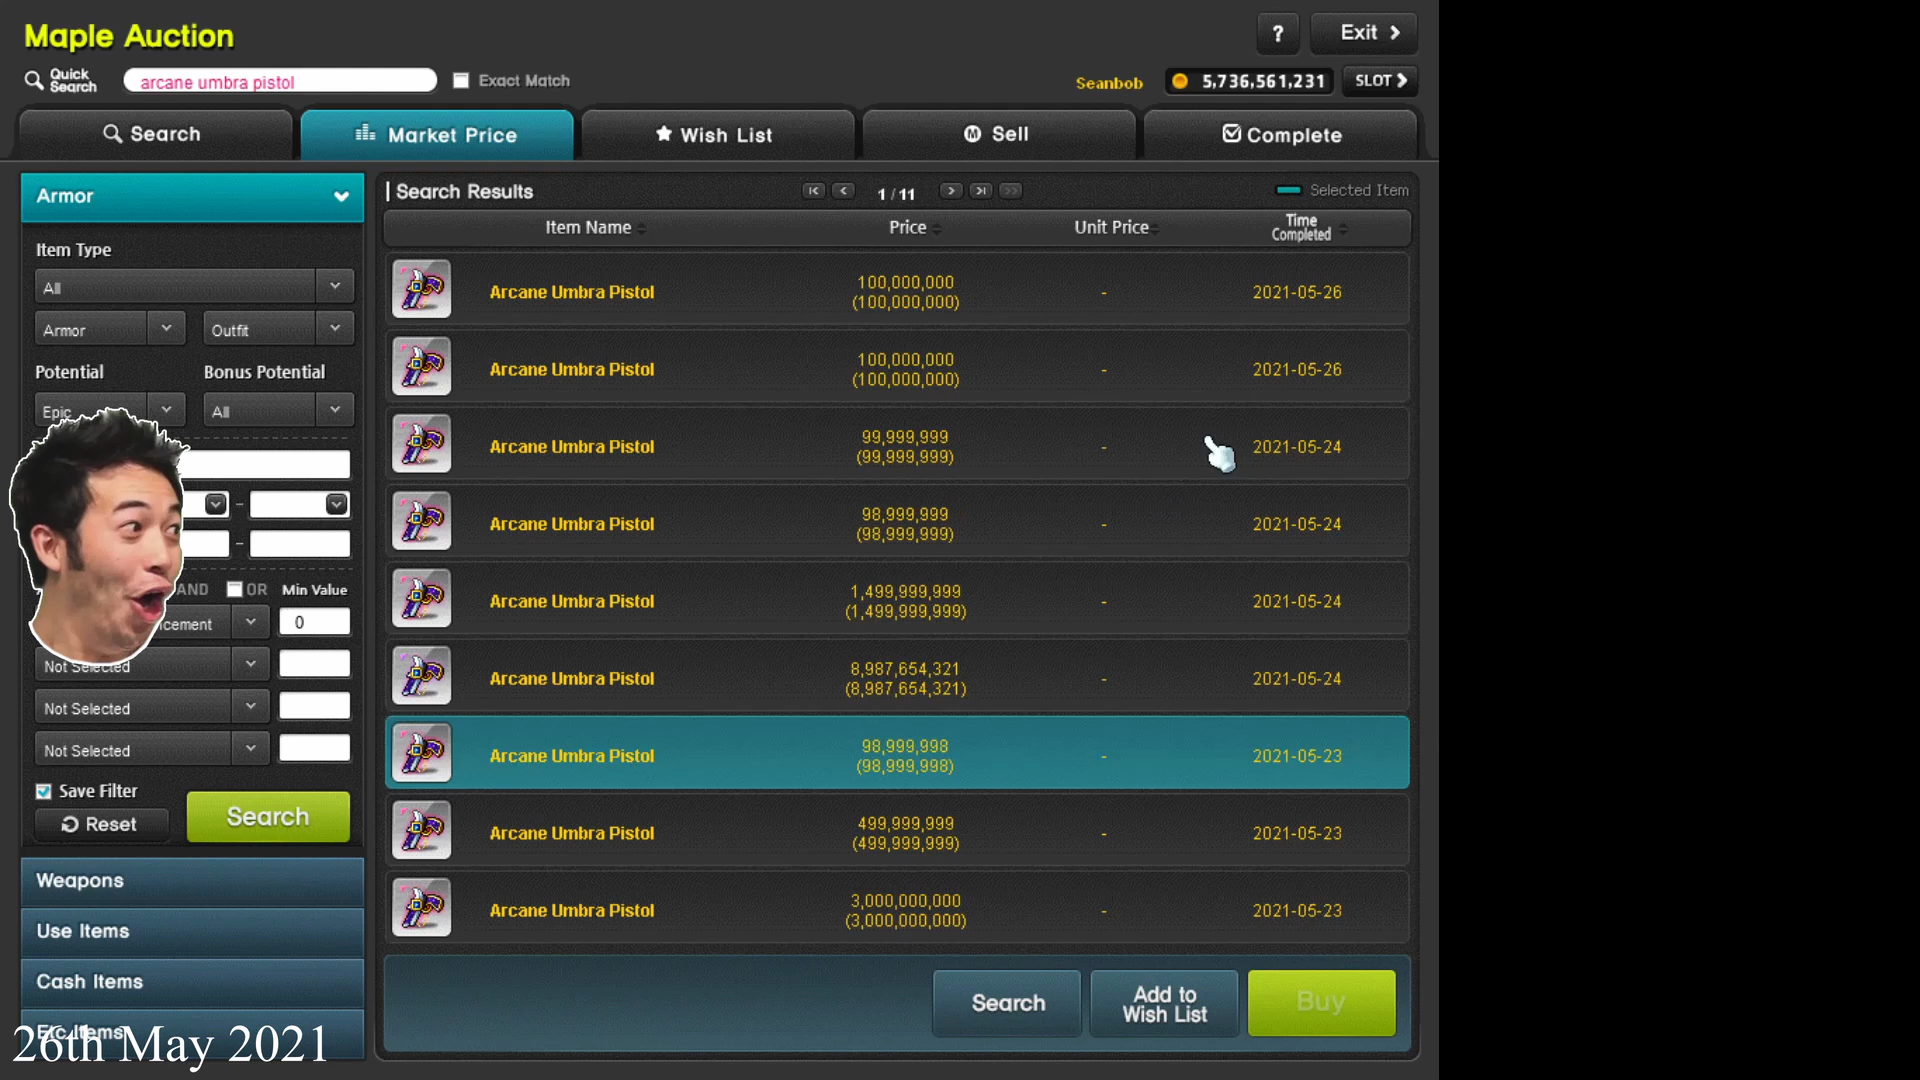 Maple Auction
?
Exit
Quick Search
arcane umbra pistol
Exact Match
Seanbob
5,736,561,231
SLOT
Search
Market Price
Wish List
Sell
Complete
Armor
Item Type
All
Armor
Outfit
Potential
Bonus Potential
Epic
All
AND
OR
Min Value
cement
0
Not Selected
Not Selected
Not Selected
Save Filter
Reset
Search
Weapons
Use Items
Cash Items
Etc Items
26th May 2021
Search Results
1 / 11
Selected Item
Item Name
Price
Unit Price
Time Completed
Arcane Umbra Pistol
100,000,000
(100,000,000)
-
2021-05-26
Arcane Umbra Pistol
100,000,000
(100,000,000)
-
2021-05-26
Arcane Umbra Pistol
99,999,999
(99,999,999)
-
2021-05-24
Arcane Umbra Pistol
98,999,999
(98,999,999)
-
2021-05-24
Arcane Umbra Pistol
1,499,999,999
(1,499,999,999)
-
2021-05-24
Arcane Umbra Pistol
8,987,654,321
(8,987,654,321)
-
2021-05-24
Arcane Umbra Pistol
98,999,998
(98,999,998)
-
2021-05-23
Arcane Umbra Pistol
499,999,999
(499,999,999)
-
2021-05-23
Arcane Umbra Pistol
3,000,000,000
(3,000,000,000)
-
2021-05-23
Search
Add to
Wish List
Buy